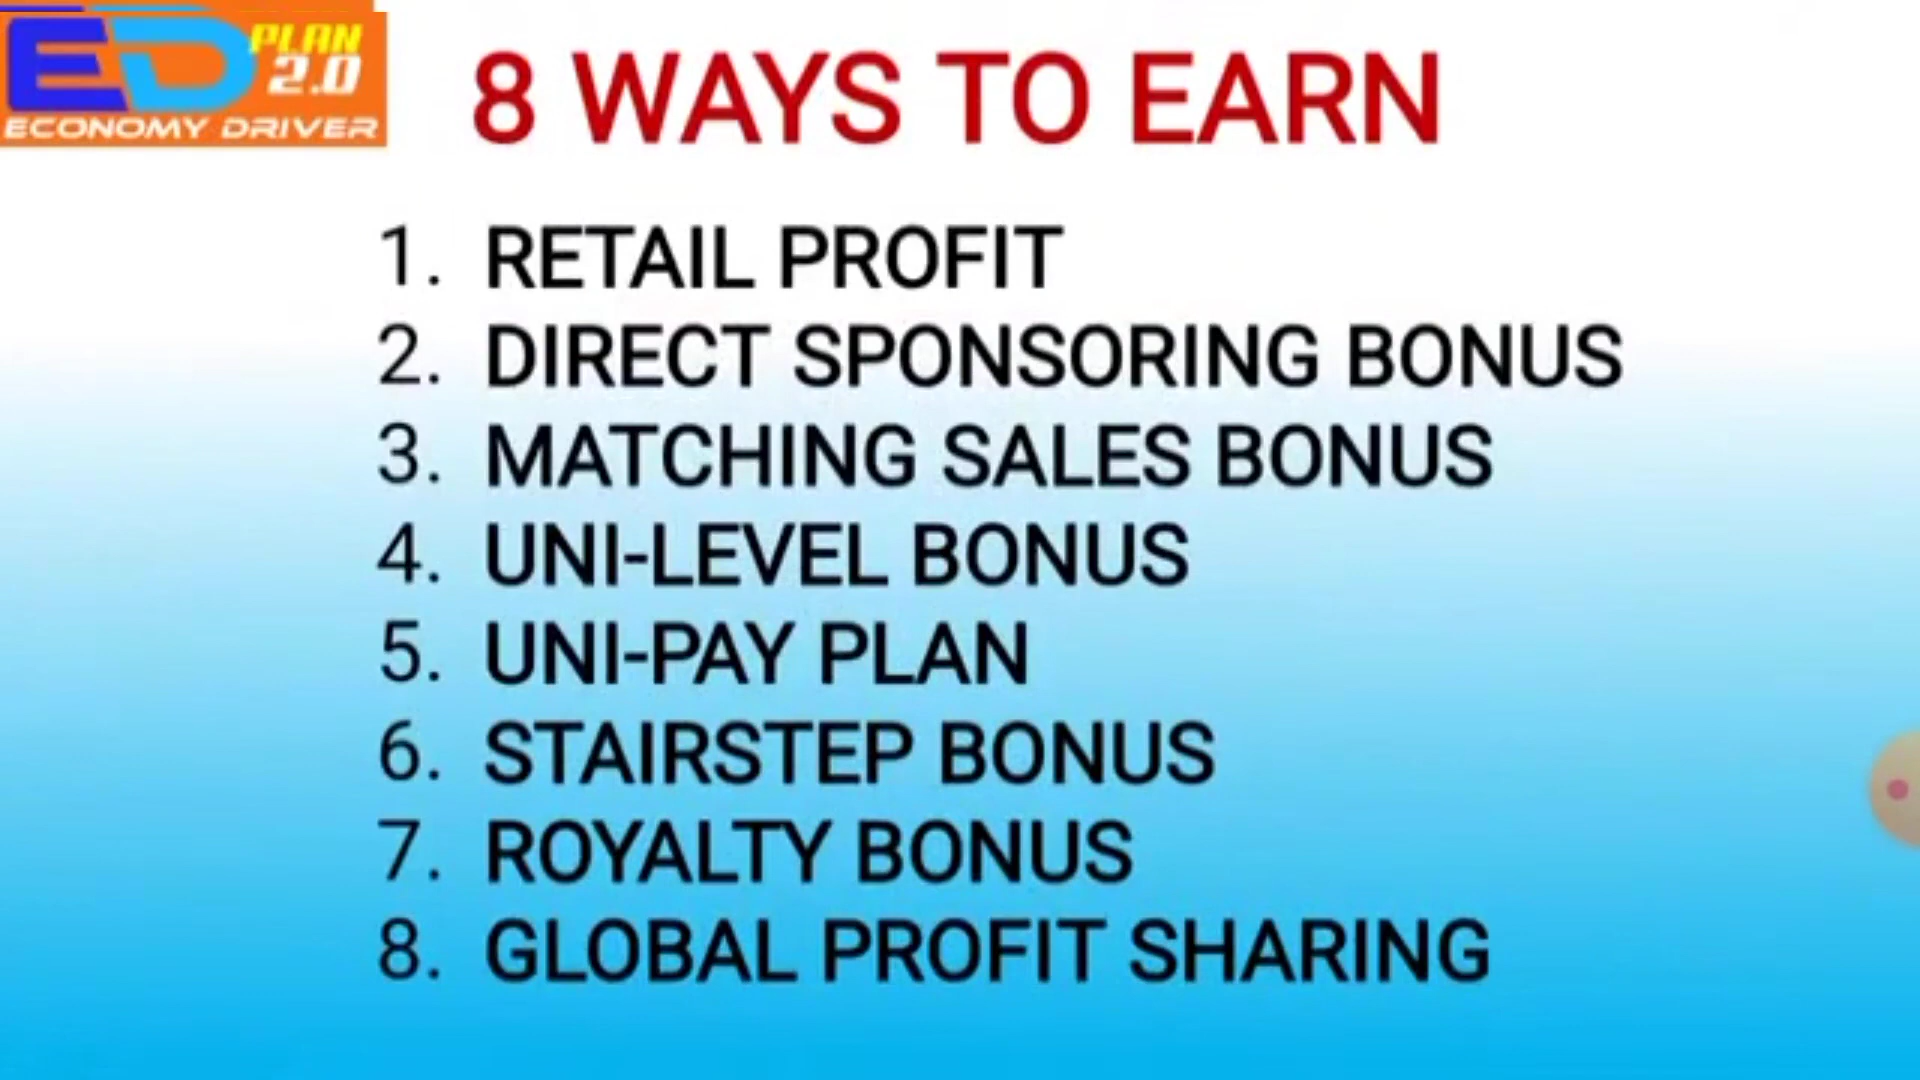 PLAN
2.0
ED
ECONOMY DRIVER
8 WAYS TO EARN
1. RETAIL PROFIT
2. DIRECT SPONSORING BONUS
3. MATCHING SALES BONUS
4. UNI-LEVEL BONUS
5. UNI-PAY PLAN
6. STAIRSTEP BONUS
7. ROYALTY BONUS
8. GLOBAL PROFIT SHARING